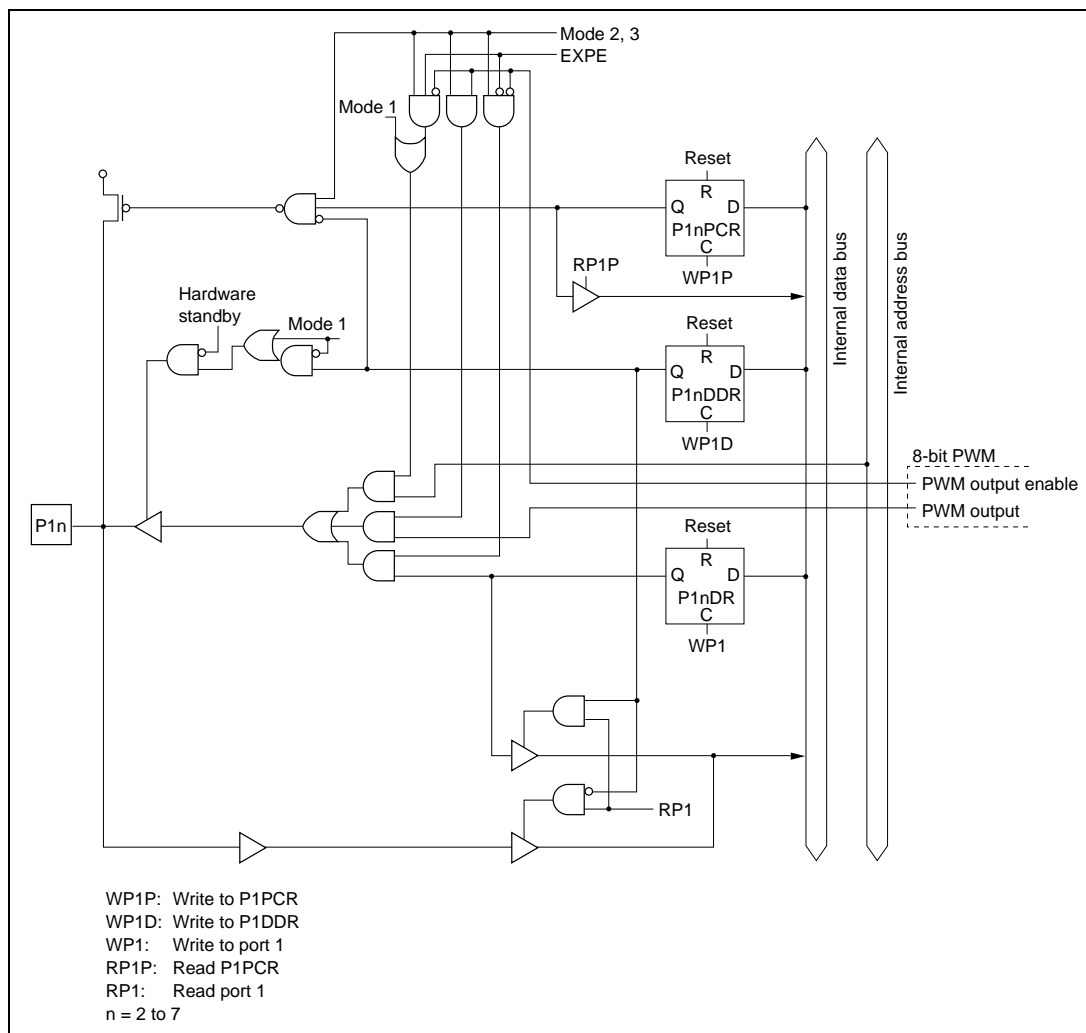 Mode 2, 3
EXPE
Mode 1
Reset
R
Q D
P1nPCR
C
WP1P
RP1P
Hardware
standby
Mode 1
Reset
R
Q D
P1nDDR
C
WP1D
Internal data bus
Internal address bus
8-bit PWM
PWM output enable
PWM output
P1n
Reset
R
Q D
P1nDR
C
WP1
RP1
WP1P: Write to P1PCR
WP1D: Write to P1DDR
WP1: Write to port 1
RP1P: Read P1PCR
RP1: Read port 1
n = 2 to 7